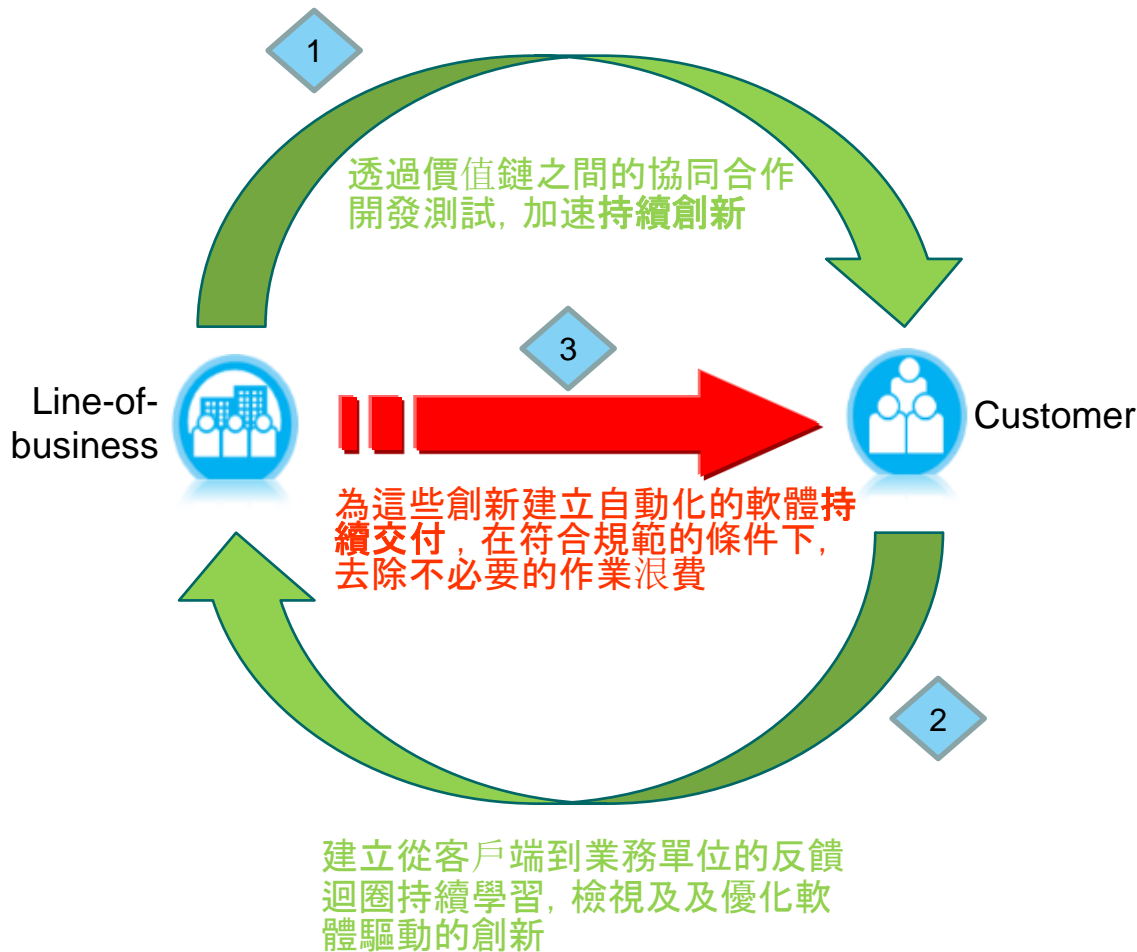 1
透過價值鏈之間的協同合作
開發測試, 加速持續創新
3
Line-of-
business
Customer
為這些創新建立自動化的軟體持
續交付 , 在符合規範的條件下,
去除不必要的作業浪費
2
建立從客戶端到業務單位的反饋
迴圈持續學習, 檢視及及優化軟
體驅動的創新